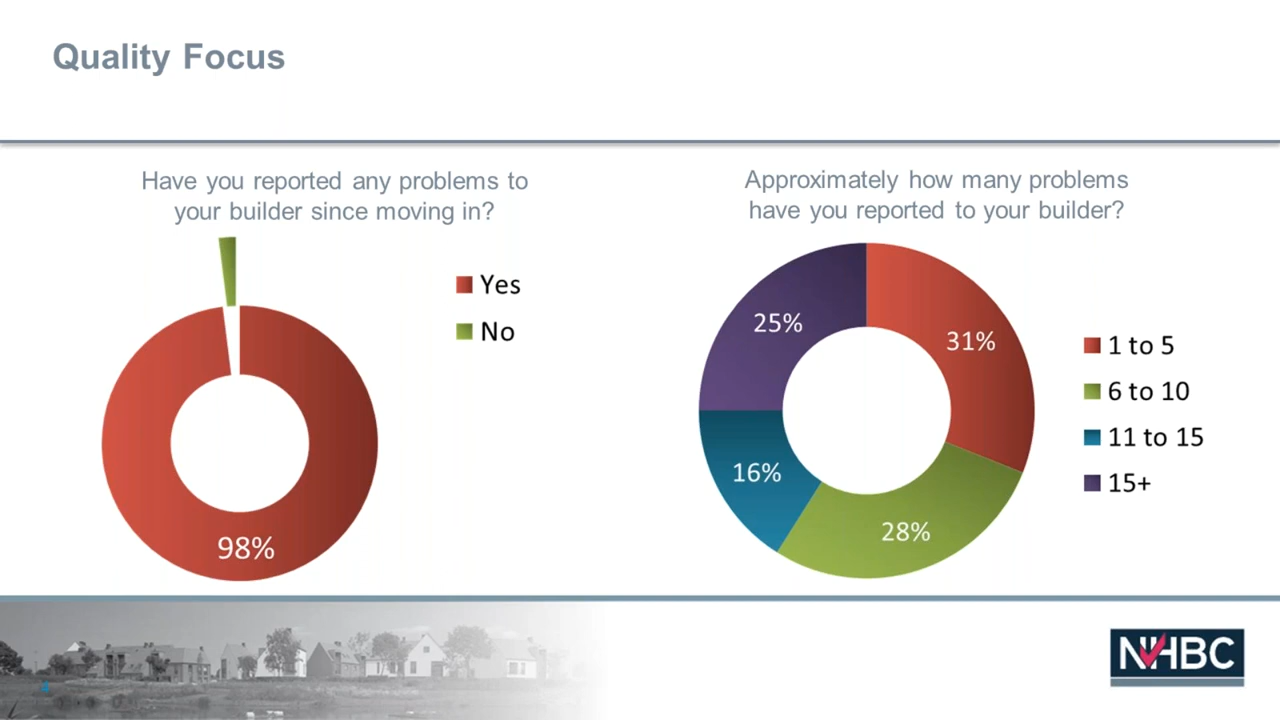 Quality Focus
Have you reported any problems to
your builder since moving in?
Yes
No
98%
Approximately how many problems
have you reported to your builder?
25%
31%
16%
28%
1 to 5
6 to 10
11 to 15
15+
4
NHBC